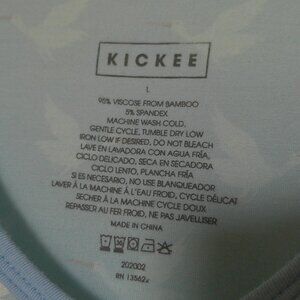 KICKEE
L
95% VISCOSE FROM BAMBOO
5% SPANDEX
MACHINE WASH COLD,
GENTLE CYCLE, TUMBLE DRY LOW
IRON LOW IF DESIRED, DO NOT BLEACH
LAVE EN LAVADORA CON AGUA FRÍA,
CICLO DELICADO, SECA EN SECADORA
CICLO LENTO, PLANCHA FRÍA
SI ES NECESARIO, NO USE BLANQUEADOR
LAVER À LA MACHINE À L'EAU FROID, CYCLE DÉLICAT
SECHER À LA MACHINE CYCLE DOUX
REPASSER AU FER FROID, NE PAS JAVELLISER
MADE IN CHINA
202002
RN 13562